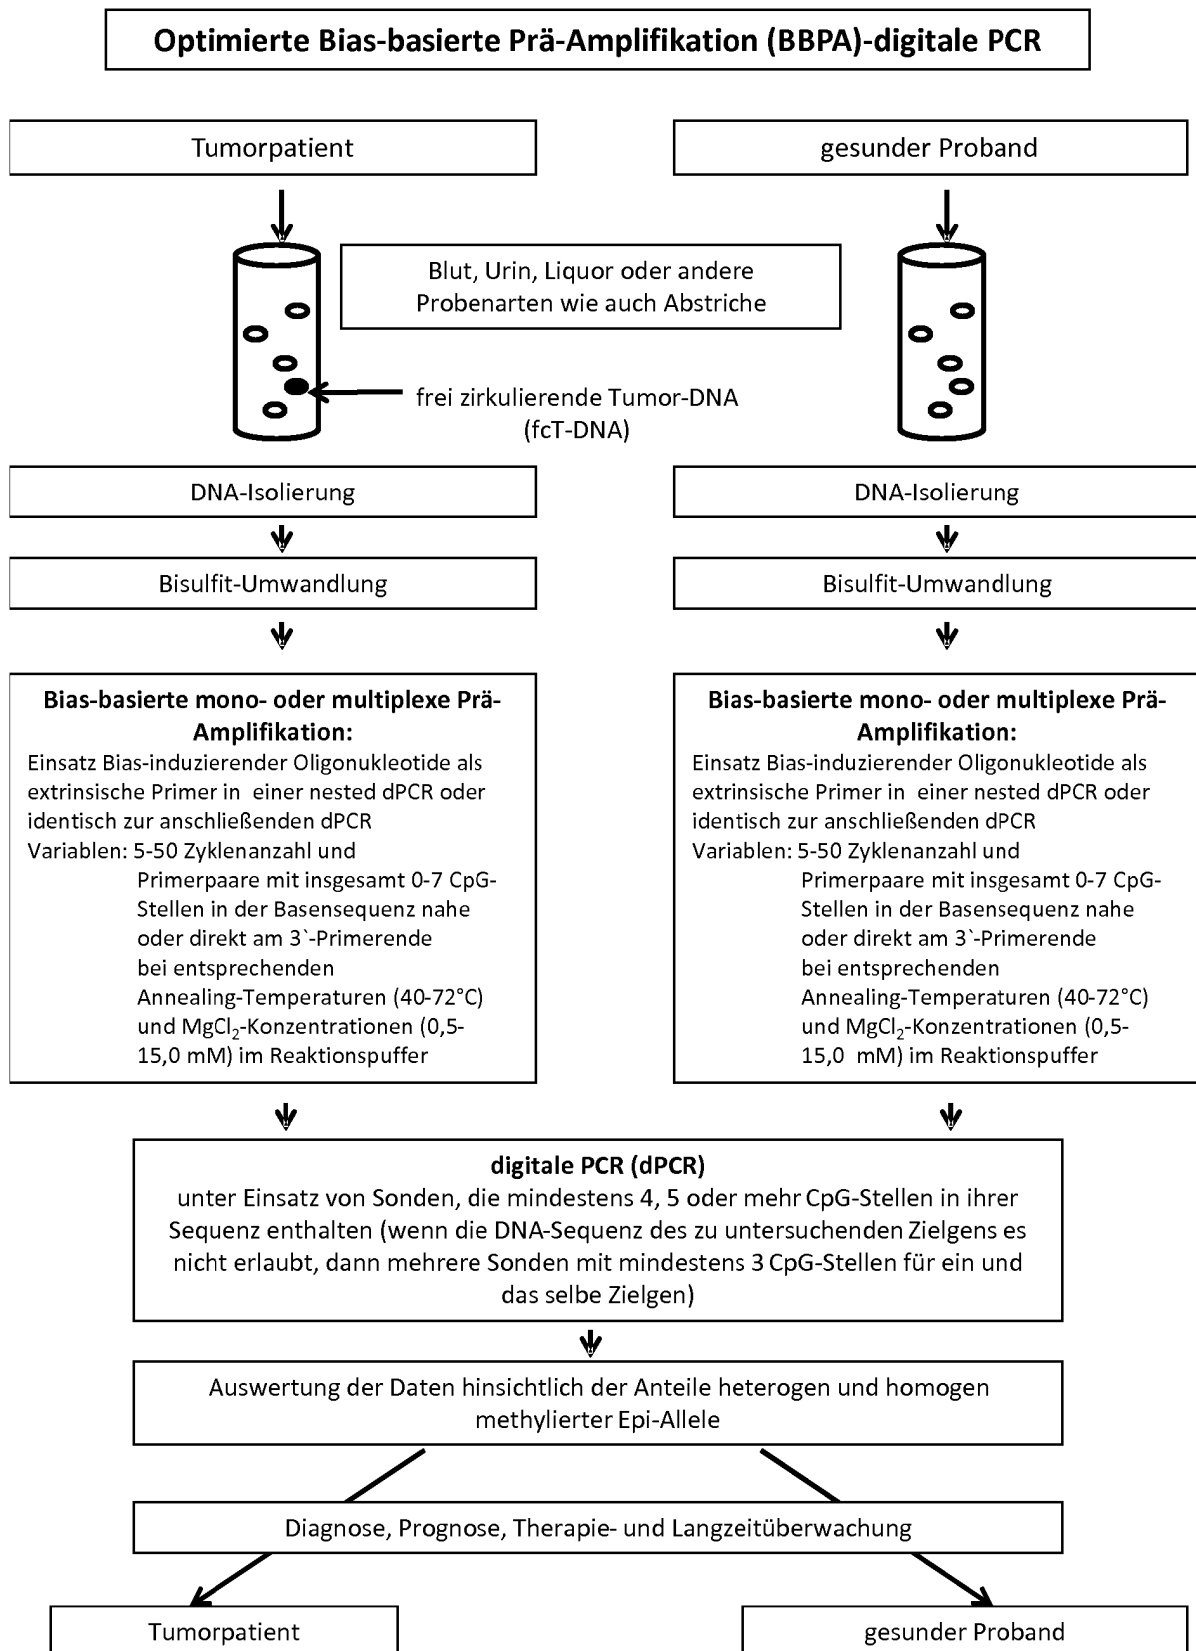 Optimierte Bias-basierte Prä-Amplifikation (BBPA)-digitale PCR
Tumorpatient
gesunder Proband
Blut, Urin, Liquor oder andere
Probenarten wie auch Abstriche
frei zirkulierende Tumor-DNA
(fcT-DNA)
DNA-Isolierung
DNA-Isolierung
Bisulfit-Umwandlung
Bisulfit-Umwandlung
Bias-basierte mono- oder multiplexe Prä-
Amplifikation:
Einsatz Bias-induzierender Oligonukleotide als
extrinsische Primer in einer nested dPCR oder
identisch zur anschließenden dPCR
Variablen: 5-50 Zyklenanzahl und
Primerpaare mit insgesamt 0-7 CpG-
Stellen in der Basensequenz nahe
oder direkt am 3`-Primerende
bei entsprechenden
Annealing-Temperaturen (40-72°C)
und MgCl₂-Konzentrationen (0,5-
15,0 mM) im Reaktionspuffer
Bias-basierte mono- oder multiplexe Prä-
Amplifikation:
Einsatz Bias-induzierender Oligonukleotide als
extrinsische Primer in einer nested dPCR oder
identisch zur anschließenden dPCR
Variablen: 5-50 Zyklenanzahl und
Primerpaare mit insgesamt 0-7 CpG-
Stellen in der Basensequenz nahe
oder direkt am 3`-Primerende
bei entsprechenden
Annealing-Temperaturen (40-72°C)
und MgCl₂-Konzentrationen (0,5-
15,0 mM) im Reaktionspuffer
digitale PCR (dPCR)
unter Einsatz von Sonden, die mindestens 4, 5 oder mehr CpG-Stellen in ihrer
Sequenz enthalten (wenn die DNA-Sequenz des zu untersuchenden Zielgens es
nicht erlaubt, dann mehrere Sonden mit mindestens 3 CpG-Stellen für ein und
das selbe Zielgen)
Auswertung der Daten hinsichtlich der Anteile heterogen und homogen
methylierter Epi-Allele
Diagnose, Prognose, Therapie- und Langzeitüberwachung
Tumorpatient
gesunder Proband